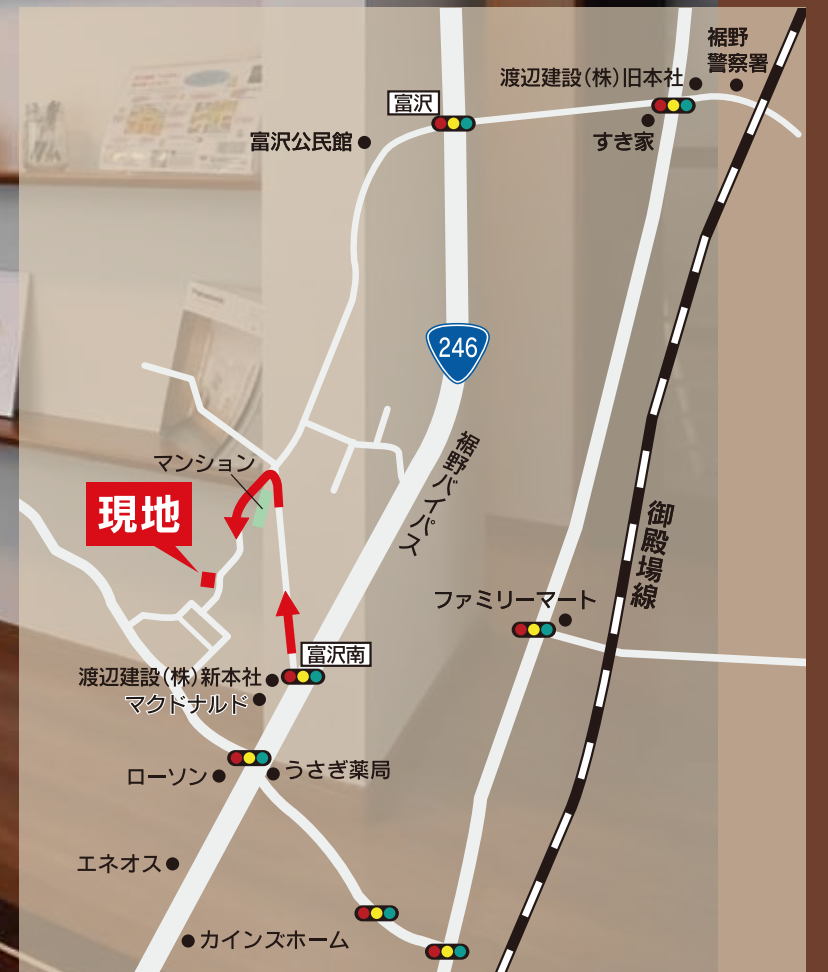 裾野
警察署
渡辺建設(株)旧本社
富沢
富沢公民館
すき家
246
裾野バイパス
マンション
現地
御殿場線
ファミリーマート
富沢南
渡辺建設(株)新本社
マクドナルド
うさぎ薬局
ローソン
エネオス
カインズホーム